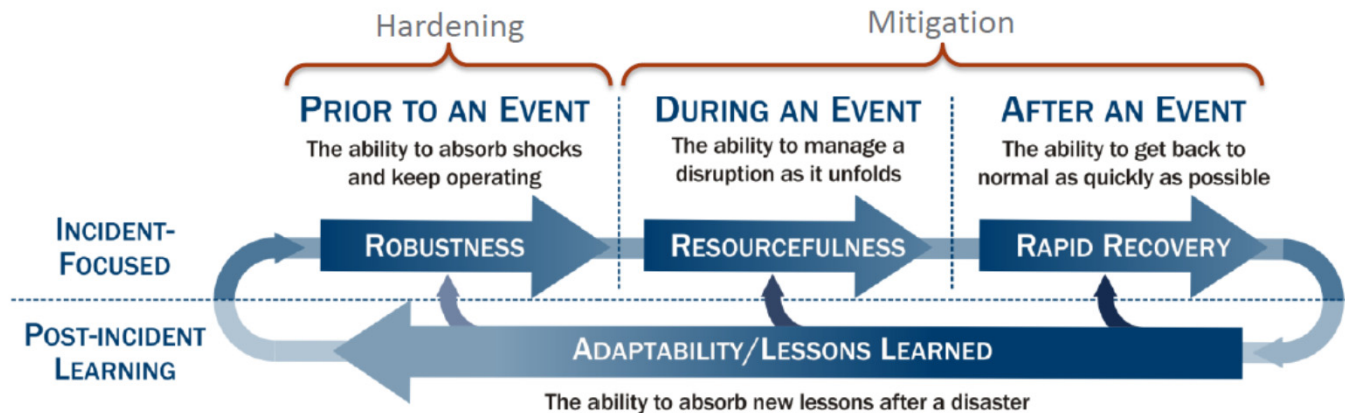 Hardening
Mitigation
PRIOR TO AN EVENT
The ability to absorb shocks
and keep operating
DURING AN EVENT
The ability to manage a
disruption as it unfolds
AFTER AN EVENT
The ability to get back to
normal as quickly as possible
INCIDENT-
FOCUSED
ROBUSTNESS
RESOURCEFULNESS
RAPID RECOVERY
POST-INCIDENT
LEARNING
ADAPTABILITY/LESSONS LEARNED
The ability to absorb new lessons after a disaster